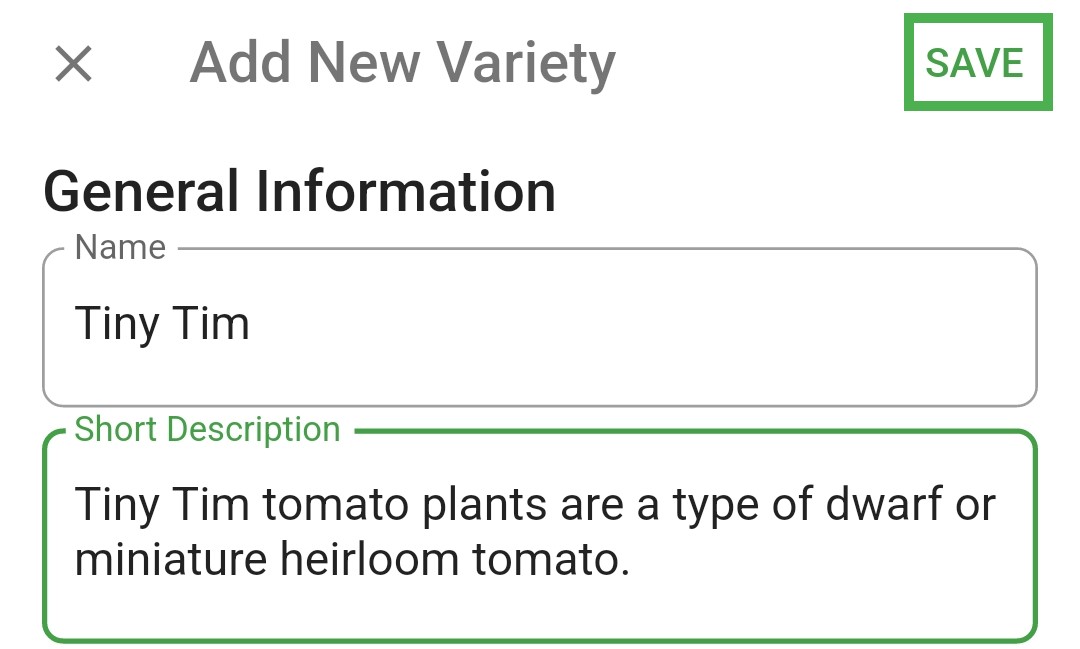 Add New Variety
SAVE
General Information
Name
Tiny Tim
Short Description
Tiny Tim tomato plants are a type of dwarf or
miniature heirloom tomato.